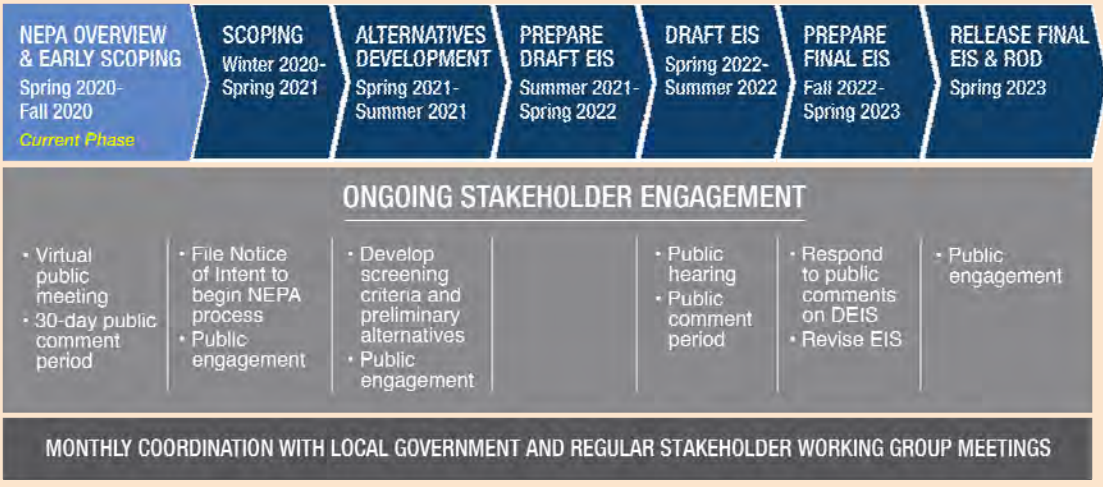 NEPA OVERVIEW
& EARLY SCOPING
Spring 2020-
Fall 2020
Current Phase
SCOPING
Winter 2020-
Spring 2021
ALTERNATIVES
DEVELOPMENT
Spring 2021-
Summer 2021
PREPARE
DRAFT EIS
Summer 2021-
Spring 2022
DRAFT EIS
Spring 2022-
Summer 2022
PREPARE
FINAL EIS
Fall 2022-
Spring 2023
RELEASE FINAL
EIS & ROD
Spring 2023
ONGOING STAKEHOLDER ENGAGEMENT
• Virtual
public
meeting
• 30-day public
comment
period
• File Notice
of Intent to
begin NEPA
process
• Public
engagement
• Develop
screening
criteria and
preliminary
alternatives
• Public
engagement
• Public
hearing
• Public
comment
period
• Respond
to public
comments
on DEIS
• Revise EIS
• Public
engagement
MONTHLY COORDINATION WITH LOCAL GOVERNMENT AND REGULAR STAKEHOLDER WORKING GROUP MEETINGS